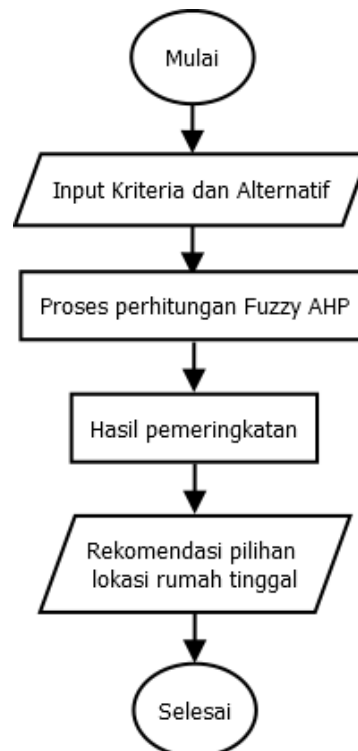 Mulai
Input Kriteria dan Alternatif
Proses perhitungan Fuzzy AHP
Hasil pemeringkatan
Rekomendasi pilihan
lokasi rumah tinggal
Selesai